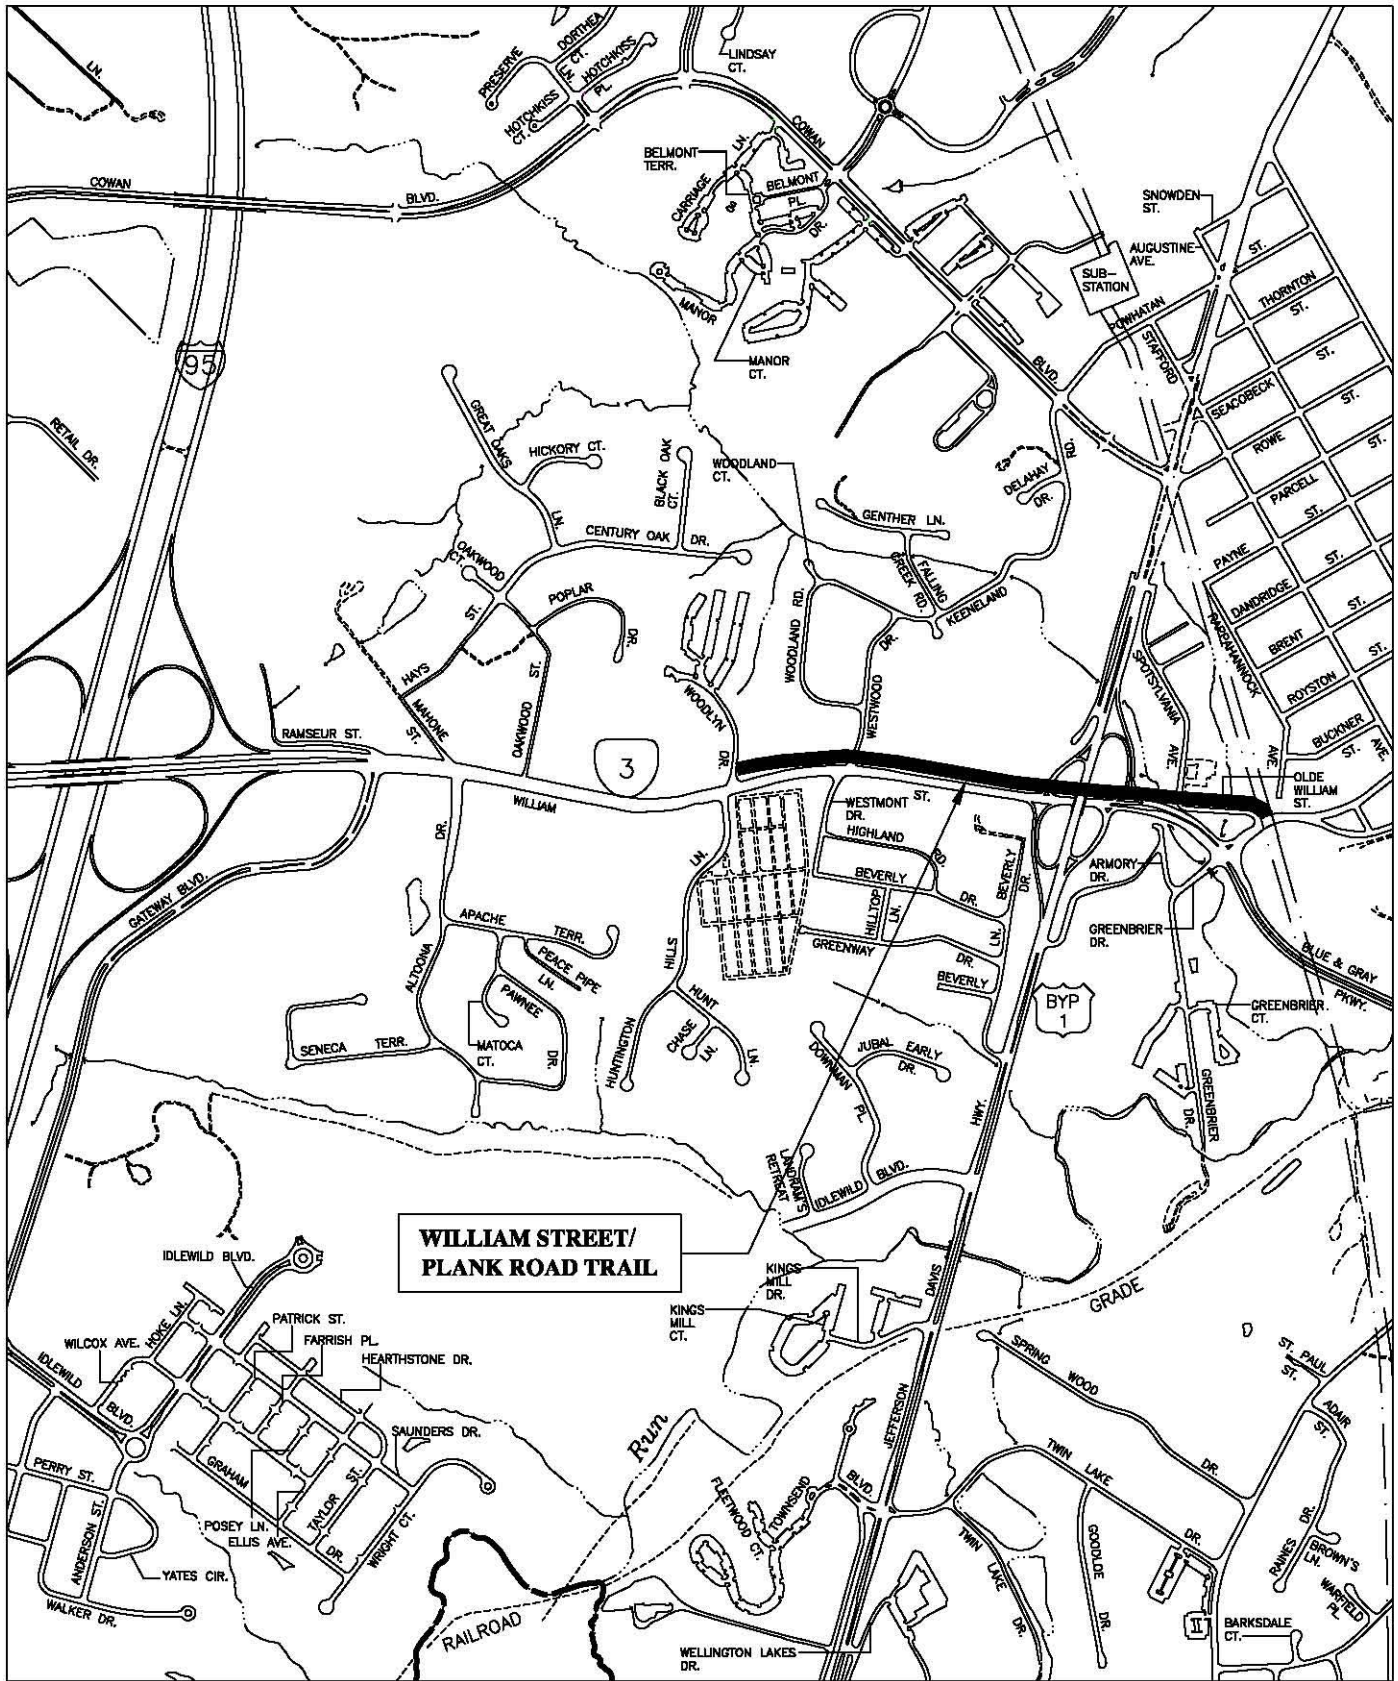 LN.
PRESERVE
DORTHEA
CT.
HOTCHKISS
LN.
PL.
HOTCHKISS
CT.
LINDSAY
CT.
COWAN
BLVD.
COWAN
BELMONT
TERR.
LN.
CARRIAGE
BELMONT
PL.
DR.
MANOR
MANOR
CT.
SNOWDEN
ST.
AUGUSTINE
AVE.
ST.
SUB-
STATION
POWHATAN
THORNTON
ST.
STAFFORD
BLVD.
SEACOBECK
ST.
ROWE
ST.
PARCELL
ST.
ST.
PAYNE
DANDRIDGE
ST.
BRENT
ST.
RAPPAHANNOCK
ROYSTON
ST.
BUCKNER
ST.
AVE.
AVE.
OLDE
WILLIAM
ST.
95
RETAIL DR.
GREAT OAKS
LN.
HICKORY CT.
BLACK OAK
CT.
WOODLAND
CT.
GENTHER LN.
DELAHAY
DR.
RD.
CENTURY OAK DR.
OAKWOOD
CT.
POPLAR
DR.
HAYS
ST.
OAKWOOD
ST.
MAHONE
ST.
WOODLAND RD.
FALLING
CREEK RD.
KEENELAND
DR.
WESTWOOD
WOODLYN
DR.
SPOTSYLVANIA
AVE.
RAMSEUR ST.
3
WILLIAM
ST.
WESTMONT
DR.
HIGHLAND
RD.
BEVERLY
DR.
BEVERLY
DR.
HILLTOP
LN.
GREENWAY
DR.
LN.
BEVERLY
ARMORY
DR.
GREENBRIER
DR.
BLUE & GRAY
PKWY.
GREENBRIER
CT.
BYP
1
GREENBRIER
DR.
GATEWAY BLVD.
DR.
ALTOONA
APACHE
TERR.
PEACE PIPE
LN.
PAWNEE
DR.
MATOCA
CT.
SENECA TERR.
LN.
HILLS
HUNTINGTON
HUNT
LN.
CHASE
LN.
DOWNMAN
PL.
JUBAL EARLY
DR.
HWY.
LANDRAM'S
RETREAT
IDLEWILD
BLVD.
WILLIAM STREET/
PLANK ROAD TRAIL
KINGS
MILL
DR.
KINGS
MILL
CT.
DAVIS
JEFFERSON
GRADE
IDLEWILD BLVD.
HOKE LN.
PATRICK ST.
FARRISH PL.
WILCOX AVE.
HEARTHSTONE DR.
IDLEWILD
BLVD.
SAUNDERS DR.
PERRY ST.
GRAHAM
DR.
TAYLOR
ST.
POSEY LN.
ELLIS AVE.
WRIGHT CT.
ANDERSON ST.
YATES CIR.
WALKER DR.
Run
RAILROAD
FLEETWOOD
CT.
TOWNSEND
BLVD.
WELLINGTON LAKES
DR.
SPRING WOOD
DR.
TWIN LAKE
DR.
TWIN
LAKE
DR.
GOODLOE
DR.
ST. PAUL
ST.
ADAIR
ST.
RAINES DR.
BROWN'S
LN.
WARFIELD
PL.
BARKSDALE
CT.